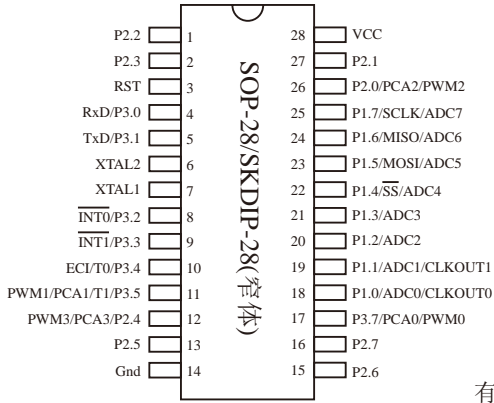 P2.2 1
P2.3 2
RST 3
RxD/P3.0 4
TxD/P3.1 5
XTAL2 6
XTAL1 7
INT0/P3.2 8
INT1/P3.3 9
ECI/T0/P3.4 10
PWM1/PCA1/T1/P3.5 11
PWM3/PCA3/P2.4 12
P2.5 13
Gnd 14
SOP-28/SKDIP-28(窄体)
28 VCC
27 P2.1
26 P2.0/PCA2/PWM2
25 P1.7/SCLK/ADC7
24 P1.6/MISO/ADC6
23 P1.5/MOSI/ADC5
22 P1.4/SS/ADC4
21 P1.3/ADC3
20 P1.2/ADC2
19 P1.1/ADC1/CLKOUT1
18 P1.0/ADC0/CLKOUT0
17 P3.7/PCA0/PWM0
16 P2.7
15 P2.6
有